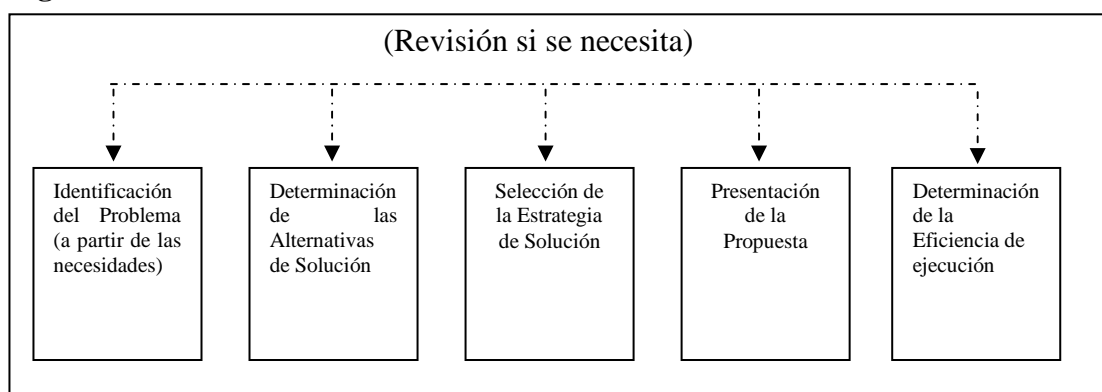 (Revisión si se necesita)
Identificación
del Problema
(a partir de las
necesidades)
Determinación
de las
Alternativas
de Solución
Selección de
la Estrategia
de Solución
Presentación
de la
Propuesta
Determinación
de la
Eficiencia de
ejecución